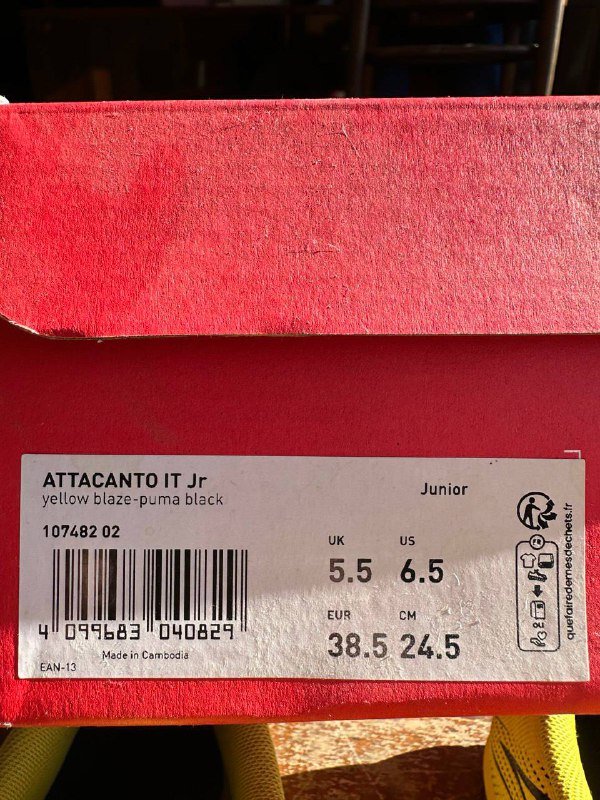 ATTACANTO IT Jr
yellow blaze-puma black
Junior
107482 02
UK US
5.5 6.5
EUR CM
38.5 24.5
4 099683 040829
Made in Cambodia
EAN-13
FR
quefairedemesdechets.fr